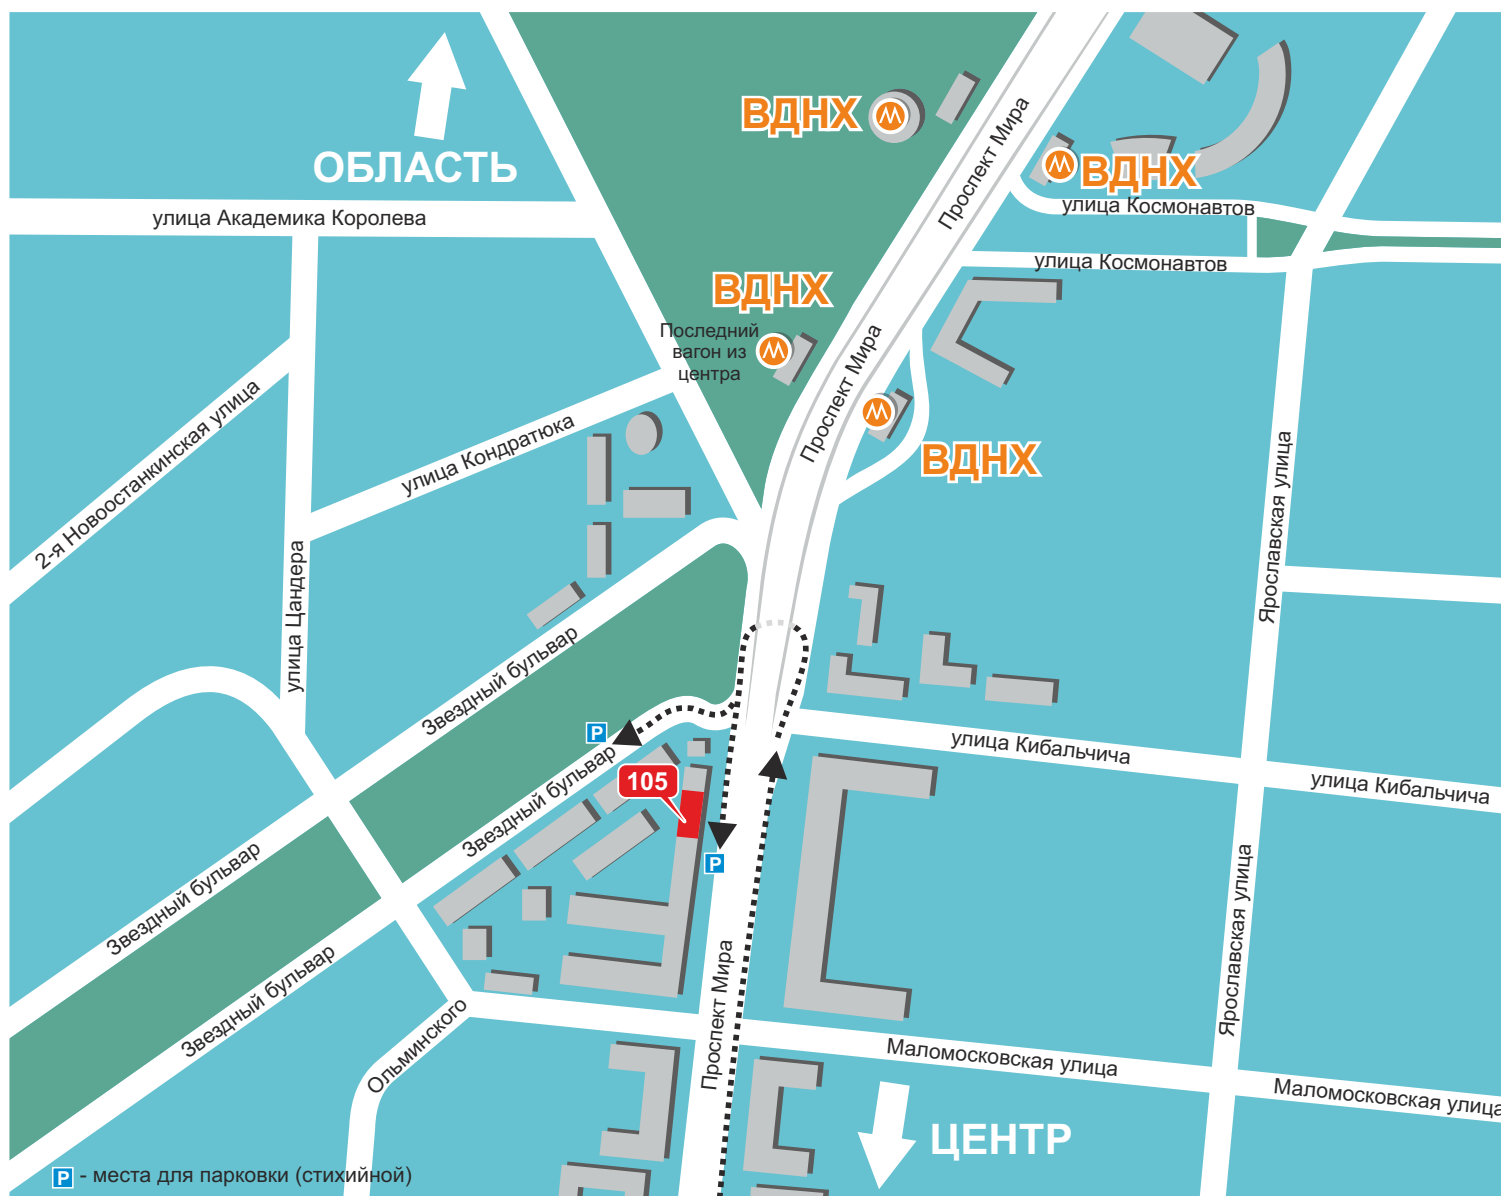 ВДНХ
Проспект Мира
ОБЛАСТЬ
ВДНХ
улица Космонавтов
улица Академика Королева
улица Космонавтов
ВДНХ
Последний
вагон из
центра
Проспект Мира
2-я Новоостанкинская улица
улица Кондратюка
ВДНХ
Ярославская улица
улица Цандера
Звездный бульвар
P
улица Кибальчича
улица Кибальчича
Звездный бульвар
105
P
Звездный бульвар
Звездный бульвар
Ярославская улица
Проспект Мира
Ольминского
Маломосковская улица
Маломосковская улица
ЦЕНТР
P - места для парковки (стихийной)